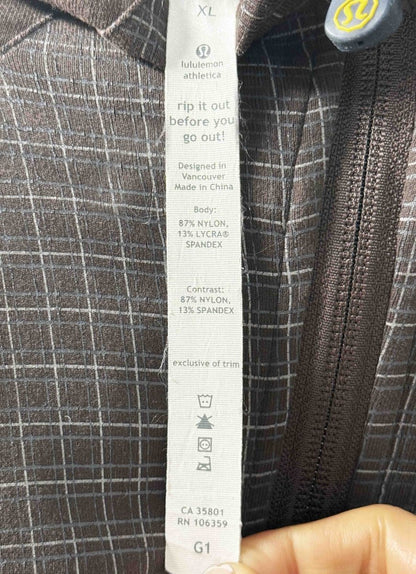 XL
lululemon
athletica
rip it out
before you
go out!
Designed in
Vancouver
Made in China
Body:
87% NYLON,
13% LYCRA®
SPANDEX
Contrast:
87% NYLON,
13% SPANDEX
exclusive of trim
CA 35801
RN 106359
G1